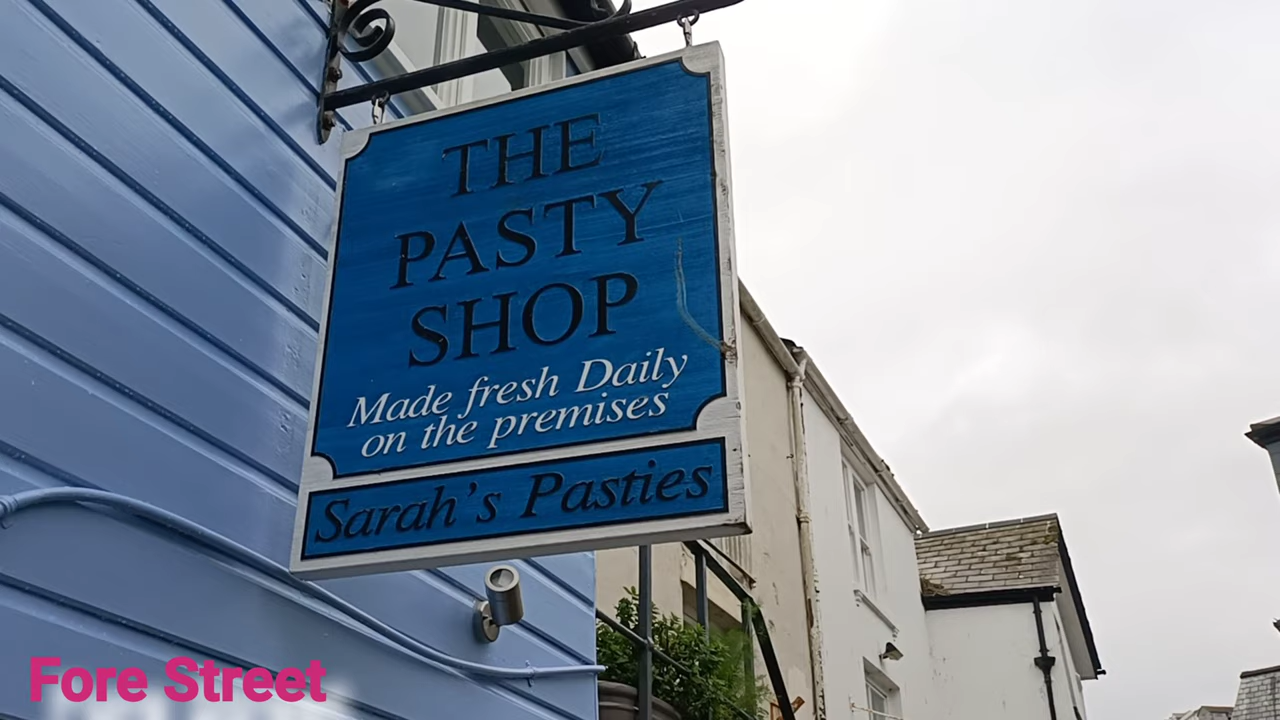 THE
PASTY
SHOP
Made fresh Daily
on the premises
Sarah's Pasties
Fore Street